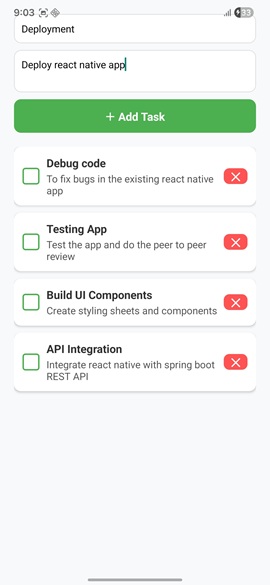 9:03
33
Deployment
Deploy react native app
+ Add Task
Debug code
To fix bugs in the existing react native
app
Testing App
Test the app and do the peer to peer
review
Build UI Components
Create styling sheets and components
API Integration
Integrate react native with spring boot
REST API